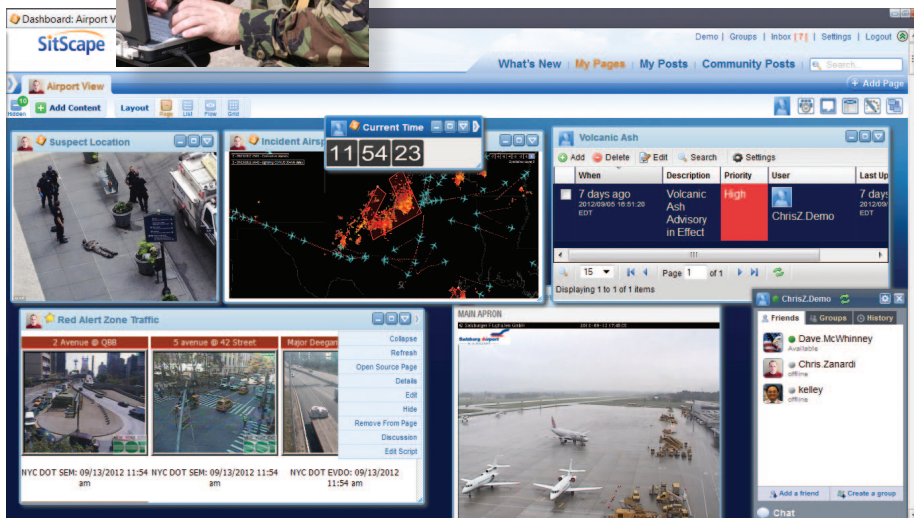 Dashboard: Airport V
SitScape
Demo | Groups | Inbox [7] | Settings | Logout
What's New | My Pages | My Posts | Community Posts
Search...
Airport View
Add Page
10
Hidden
Add Content
Layout
Page
List
Flow
Grid
Suspect Location
Incident Airsp
Current Time
11 54 23
Volcanic Ash
Add Delete Edit Search Settings
When Description Priority User Last Up
7 days ago
2012/09/05 16:51:20
EDT
Volcanic
Ash
Advisory
in Effect
High
ChrisZ.Demo
7 days
2012/09/
EDT
15 Page 1 of 1
Displaying 1 to 1 of 1 items
Red Alert Zone Traffic
2 Avenue @ QBB
5 avenue @ 42 Street
Major Deegan
Collapse
Refresh
Open Source Page
Details
Edit
Hide
Remove From Page
Discussion
Edit Script
NYC DOT SEM: 09/13/2012 11:54
am
NYC DOT SEM: 09/13/2012 11:54
am
NYC DOT EVDO: 09/13/2012
11:54 am
MAIN APRON
Salzburg Airport
ChrisZ.Demo
Friends Groups History
Dave.McWhinney
Available
Chris.Zanardi
offline
kelley
offline
Add a friend
Create a group
Chat